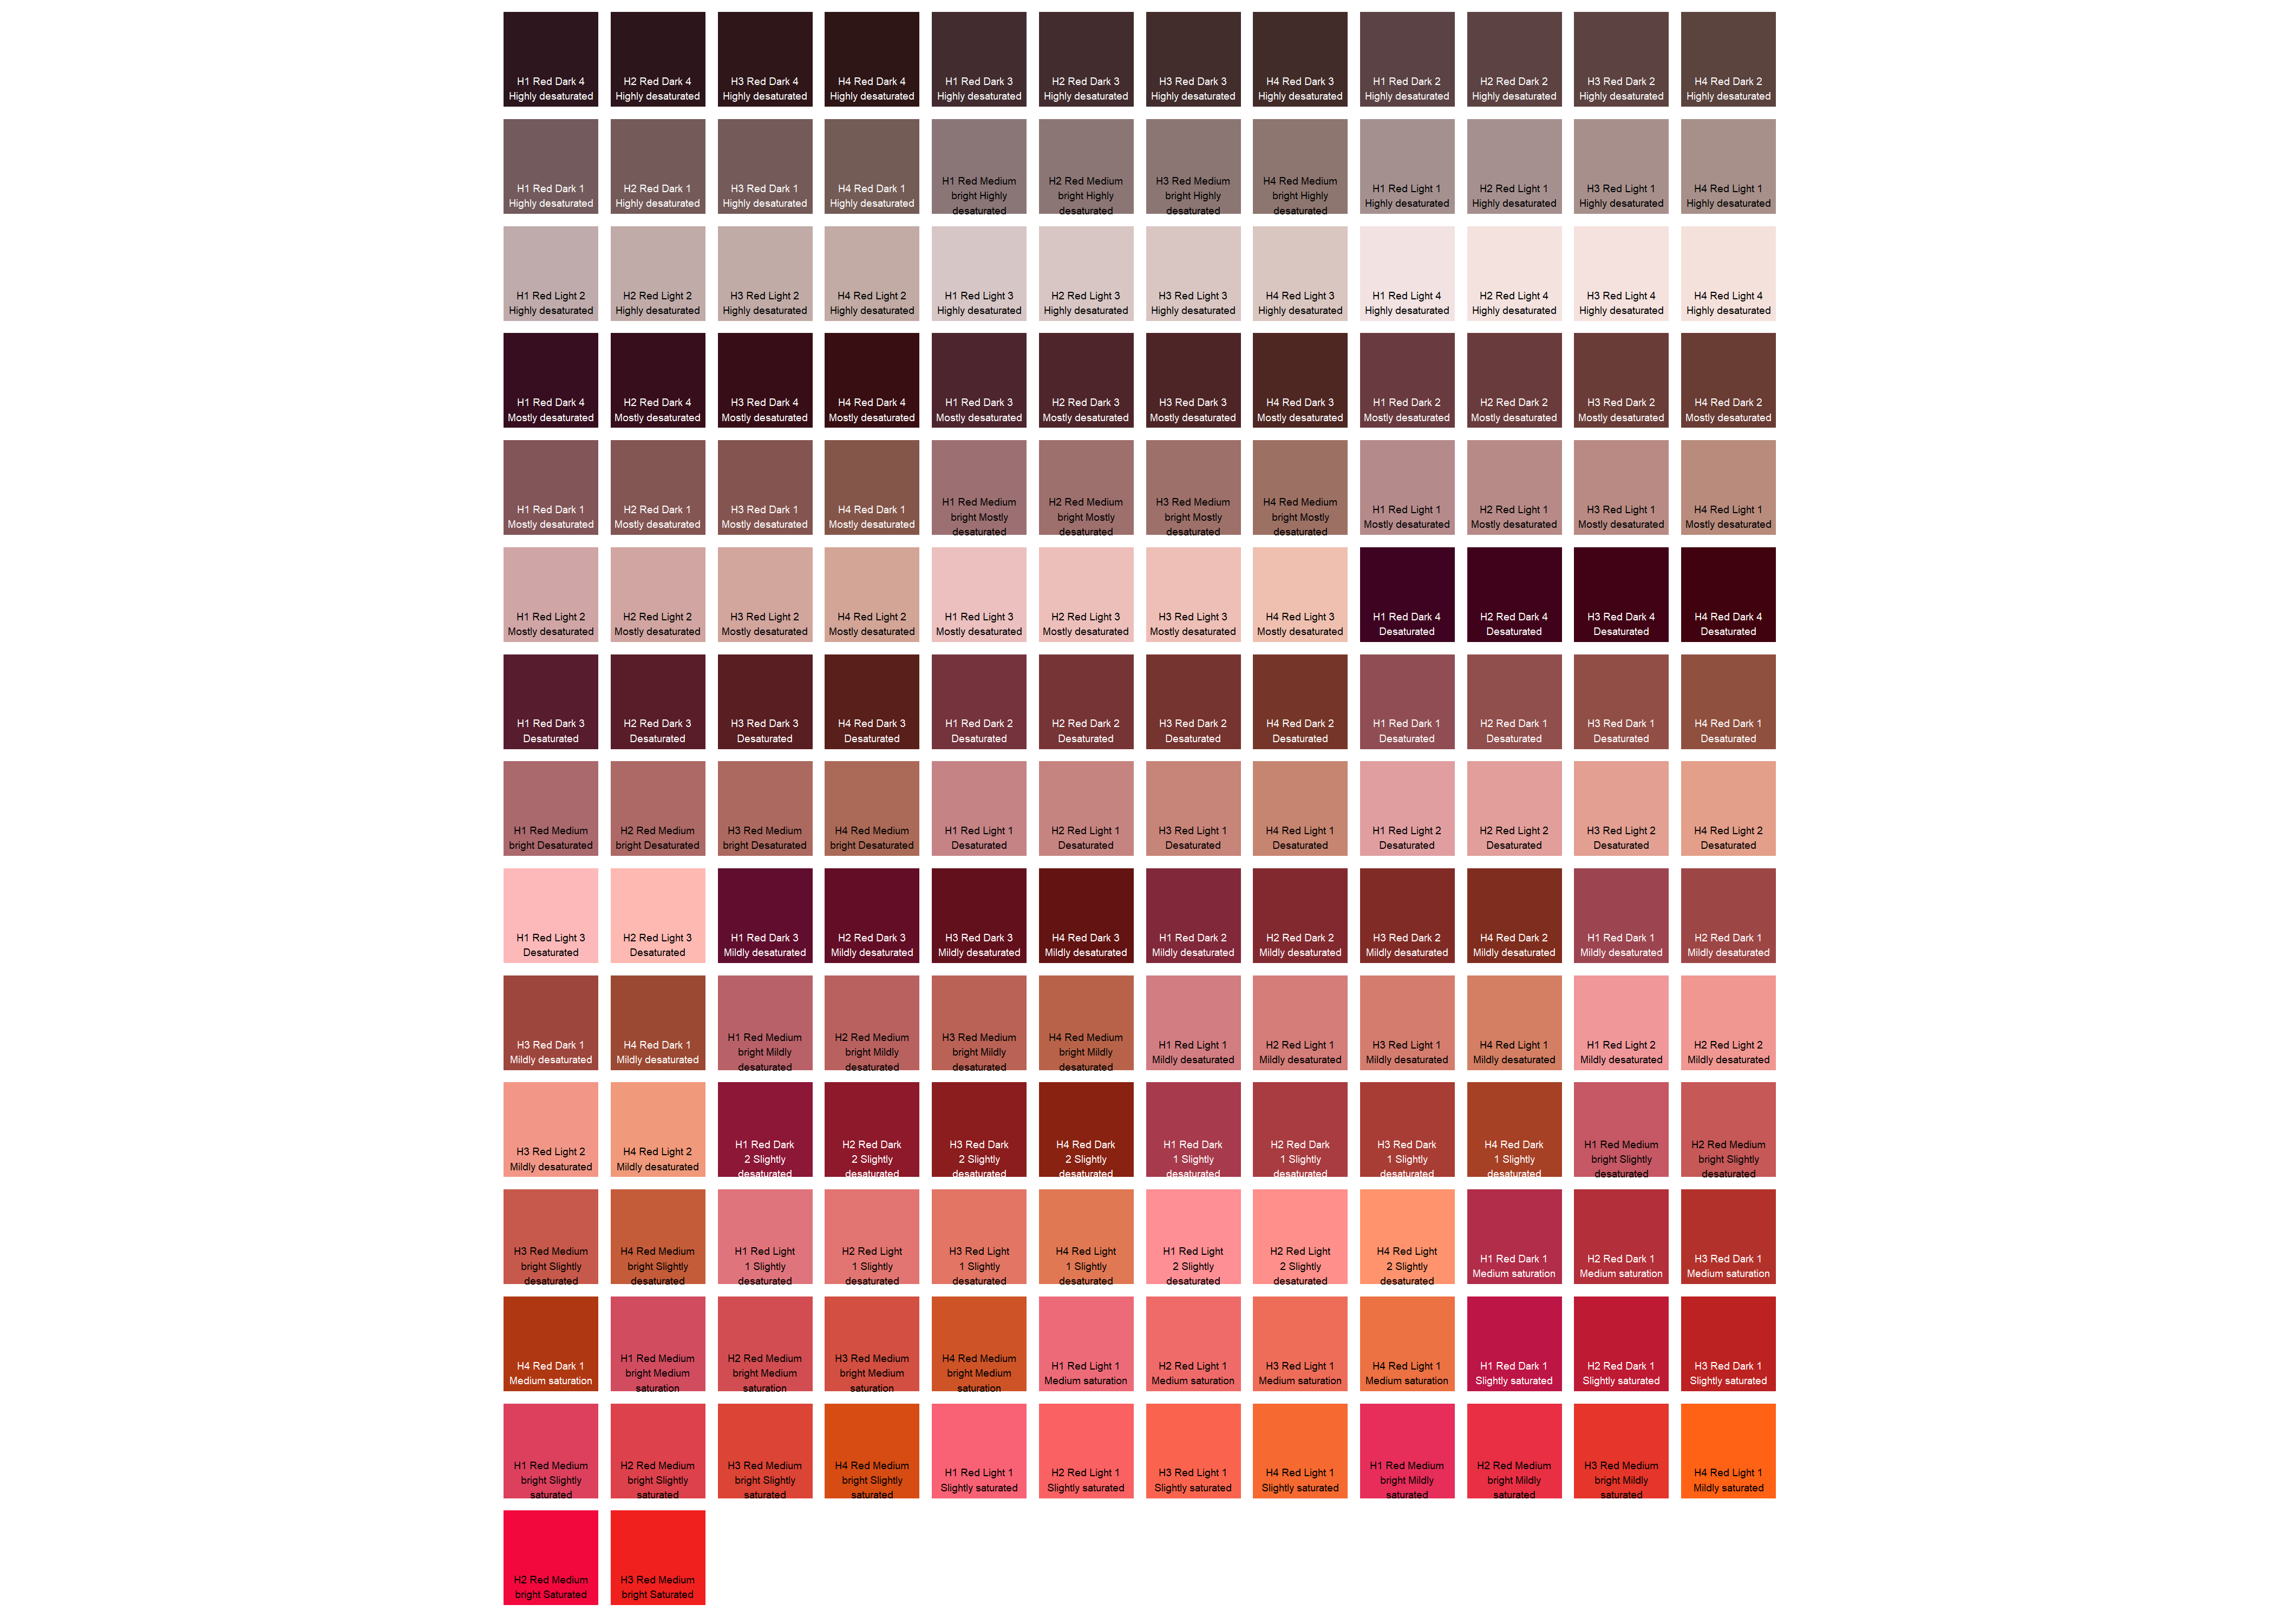 H1 Red Dark 4 H2 Red Dark 4 H3 Red Dark 4 H4 Red Dark 4 H1 Red Dark 3 H2 Red Dark 3 H3 Red Dark 3 H4 Red Dark 3 H1 Red Dark 2 H2 Red Dark 2 H3 Red Dark 2 H4 Red Dark 2
Highly desaturated Highly desaturated Highly desaturated Highly desaturated Highly desaturated Highly desaturated Highly desaturated Highly desaturated Highly desaturated Highly desaturated Highly desaturated Highly desaturated
H1 Red Medium H2 Red Medium H3 Red Medium H4 Red Medium
H1 Red Dark 1 H2 Red Dark 1 H3 Red Dark 1 H4 Red Dark 1 bright Highly bright Highly bright Highly bright Highly H1 Red Light 1 H2 Red Light 1 H3 Red Light 1 H4 Red Light 1
Highly desaturated Highly desaturated Highly desaturated Highly desaturated desaturated desaturated desaturated desaturated Highly desaturated Highly desaturated Highly desaturated Highly desaturated
H1 Red Light 2 H2 Red Light 2 H3 Red Light 2 H4 Red Light 2 H1 Red Light 3 H2 Red Light 3 H3 Red Light 3 H4 Red Light 3 H1 Red Light 4 H2 Red Light 4 H3 Red Light 4 H4 Red Light 4
Highly desaturated Highly desaturated Highly desaturated Highly desaturated Highly desaturated Highly desaturated Highly desaturated Highly desaturated Highly desaturated Highly desaturated Highly desaturated Highly desaturated
H1 Red Dark 4 H2 Red Dark 4 H3 Red Dark 4 H4 Red Dark 4 H1 Red Dark 3 H2 Red Dark 3 H3 Red Dark 3 H4 Red Dark 3 H1 Red Dark 2 H2 Red Dark 2 H3 Red Dark 2 H4 Red Dark 2
Mostly desaturated Mostly desaturated Mostly desaturated Mostly desaturated Mostly desaturated Mostly desaturated Mostly desaturated Mostly desaturated Mostly desaturated Mostly desaturated Mostly desaturated Mostly desaturated
H1 Red Medium H2 Red Medium H3 Red Medium H4 Red Medium
H1 Red Dark 1 H2 Red Dark 1 H3 Red Dark 1 H4 Red Dark 1 bright Mostly bright Mostly bright Mostly bright Mostly H1 Red Light 1 H2 Red Light 1 H3 Red Light 1 H4 Red Light 1
Mostly desaturated Mostly desaturated Mostly desaturated Mostly desaturated desaturated desaturated desaturated desaturated Mostly desaturated Mostly desaturated Mostly desaturated Mostly desaturated
H1 Red Light 2 H2 Red Light 2 H3 Red Light 2 H4 Red Light 2 H1 Red Light 3 H2 Red Light 3 H3 Red Light 3 H4 Red Light 3 H1 Red Dark 4 H2 Red Dark 4 H3 Red Dark 4 H4 Red Dark 4
Mostly desaturated Mostly desaturated Mostly desaturated Mostly desaturated Mostly desaturated Mostly desaturated Mostly desaturated Mostly desaturated Desaturated Desaturated Desaturated Desaturated
H1 Red Dark 3 H2 Red Dark 3 H3 Red Dark 3 H4 Red Dark 3 H1 Red Dark 2 H2 Red Dark 2 H3 Red Dark 2 H4 Red Dark 2 H1 Red Dark 1 H2 Red Dark 1 H3 Red Dark 1 H4 Red Dark 1
Desaturated Desaturated Desaturated Desaturated Desaturated Desaturated Desaturated Desaturated Desaturated Desaturated Desaturated Desaturated
H1 Red Medium H2 Red Medium H3 Red Medium H4 Red Medium H1 Red Light 1 H2 Red Light 1 H3 Red Light 1 H4 Red Light 1 H1 Red Light 2 H2 Red Light 2 H3 Red Light 2 H4 Red Light 2
bright Desaturated bright Desaturated bright Desaturated bright Desaturated Desaturated Desaturated Desaturated Desaturated Desaturated Desaturated Desaturated Desaturated
H1 Red Light 3 H2 Red Light 3 H1 Red Dark 3 H2 Red Dark 3 H3 Red Dark 3 H4 Red Dark 3 H1 Red Dark 2 H2 Red Dark 2 H3 Red Dark 2 H4 Red Dark 2 H1 Red Dark 1 H2 Red Dark 1
Desaturated Desaturated Mildly desaturated Mildly desaturated Mildly desaturated Mildly desaturated Mildly desaturated Mildly desaturated Mildly desaturated Mildly desaturated Mildly desaturated Mildly desaturated
H1 Red Medium H2 Red Medium H3 Red Medium H4 Red Medium
H3 Red Dark 1 H4 Red Dark 1 bright Mildly bright Mildly bright Mildly bright Mildly H1 Red Light 1 H2 Red Light 1 H3 Red Light 1 H4 Red Light 1 H1 Red Light 2 H2 Red Light 2
Mildly desaturated Mildly desaturated desaturated desaturated desaturated desaturated Mildly desaturated Mildly desaturated Mildly desaturated Mildly desaturated Mildly desaturated Mildly desaturated
H1 Red Dark H2 Red Dark H3 Red Dark H4 Red Dark H1 Red Dark H2 Red Dark H3 Red Dark H4 Red Dark H1 Red Medium H2 Red Medium
H3 Red Light 2 H4 Red Light 2 2 Slightly 2 Slightly 2 Slightly 2 Slightly 1 Slightly 1 Slightly 1 Slightly 1 Slightly bright Slightly bright Slightly
Mildly desaturated Mildly desaturated desaturated desaturated desaturated desaturated desaturated desaturated desaturated desaturated desaturated desaturated
H3 Red Medium H4 Red Medium H1 Red Light H2 Red Light H3 Red Light H4 Red Light H1 Red Light H2 Red Light H4 Red Light
bright Slightly bright Slightly 1 Slightly 1 Slightly 1 Slightly 1 Slightly 2 Slightly 2 Slightly 2 Slightly H1 Red Dark 1 H2 Red Dark 1 H3 Red Dark 1
desaturated desaturated desaturated desaturated desaturated desaturated desaturated desaturated desaturated Medium saturation Medium saturation Medium saturation
H1 Red Medium H2 Red Medium H3 Red Medium H4 Red Medium
H4 Red Dark 1 bright Medium bright Medium bright Medium bright Medium H1 Red Light 1 H2 Red Light 1 H3 Red Light 1 H4 Red Light 1 H1 Red Dark 1 H2 Red Dark 1 H3 Red Dark 1
Medium saturation saturation saturation saturation saturation Medium saturation Medium saturation Medium saturation Medium saturation Slightly saturated Slightly saturated Slightly saturated
H1 Red Medium H2 Red Medium H3 Red Medium H4 Red Medium H1 Red Medium H2 Red Medium H3 Red Medium
bright Slightly bright Slightly bright Slightly bright Slightly H1 Red Light 1 H2 Red Light 1 H3 Red Light 1 H4 Red Light 1 bright Mildly bright Mildly bright Mildly H4 Red Light 1
saturated saturated saturated saturated Slightly saturated Slightly saturated Slightly saturated Slightly saturated saturated saturated saturated Mildly saturated
H2 Red Medium H3 Red Medium
bright Saturated bright Saturated